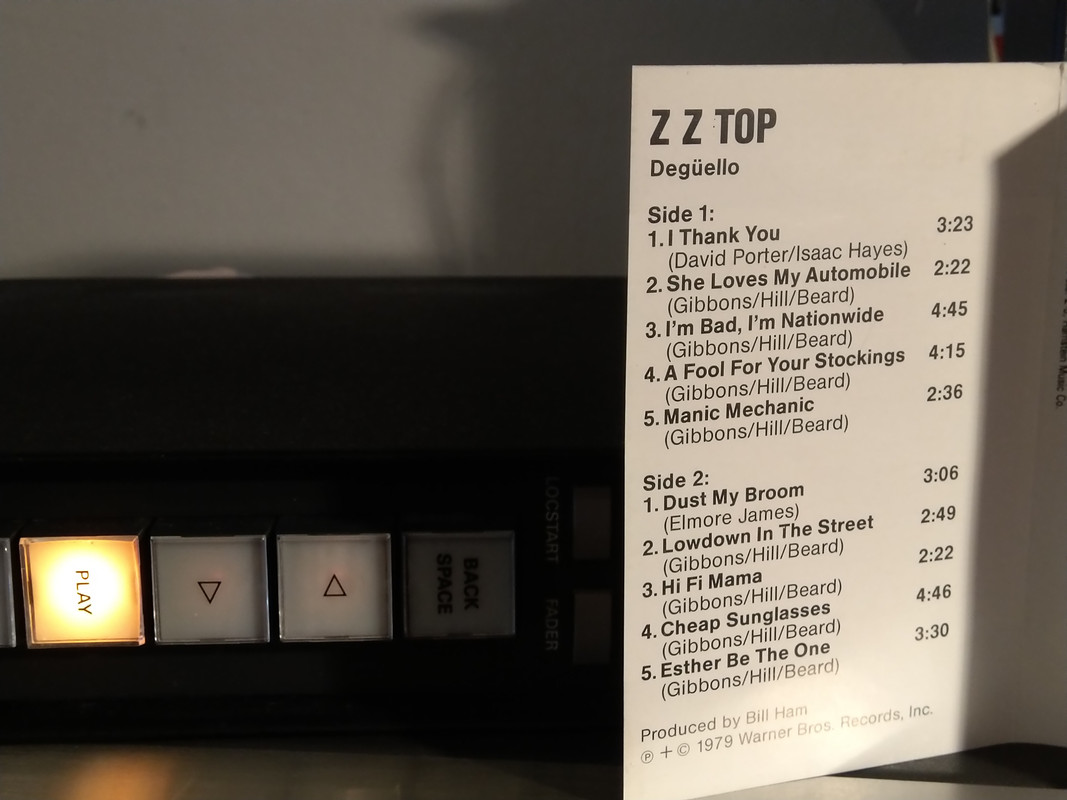 Z Z TOP
Degüello
Side 1:
1. I Thank You 3:23
(David Porter/Isaac Hayes)
2. She Loves My Automobile 2:22
(Gibbons/Hill/Beard)
3. I'm Bad, I'm Nationwide 4:45
(Gibbons/Hill/Beard)
4. A Fool For Your Stockings 4:15
(Gibbons/Hill/Beard)
5. Manic Mechanic 2:36
(Gibbons/Hill/Beard)
Side 2:
1. Dust My Broom 3:06
(Elmore James)
2. Lowdown In The Street 2:49
(Gibbons/Hill/Beard)
3. Hi Fi Mama 2:22
(Gibbons/Hill/Beard)
4. Cheap Sunglasses 4:46
(Gibbons/Hill/Beard)
5. Esther Be The One 3:30
(Gibbons/Hill/Beard)
Produced by Bill Ham
℗ + © 1979 Warner Bros. Records, Inc.
PLAY
BACK
SPACE
LOCSTART
FADER
Music Co.